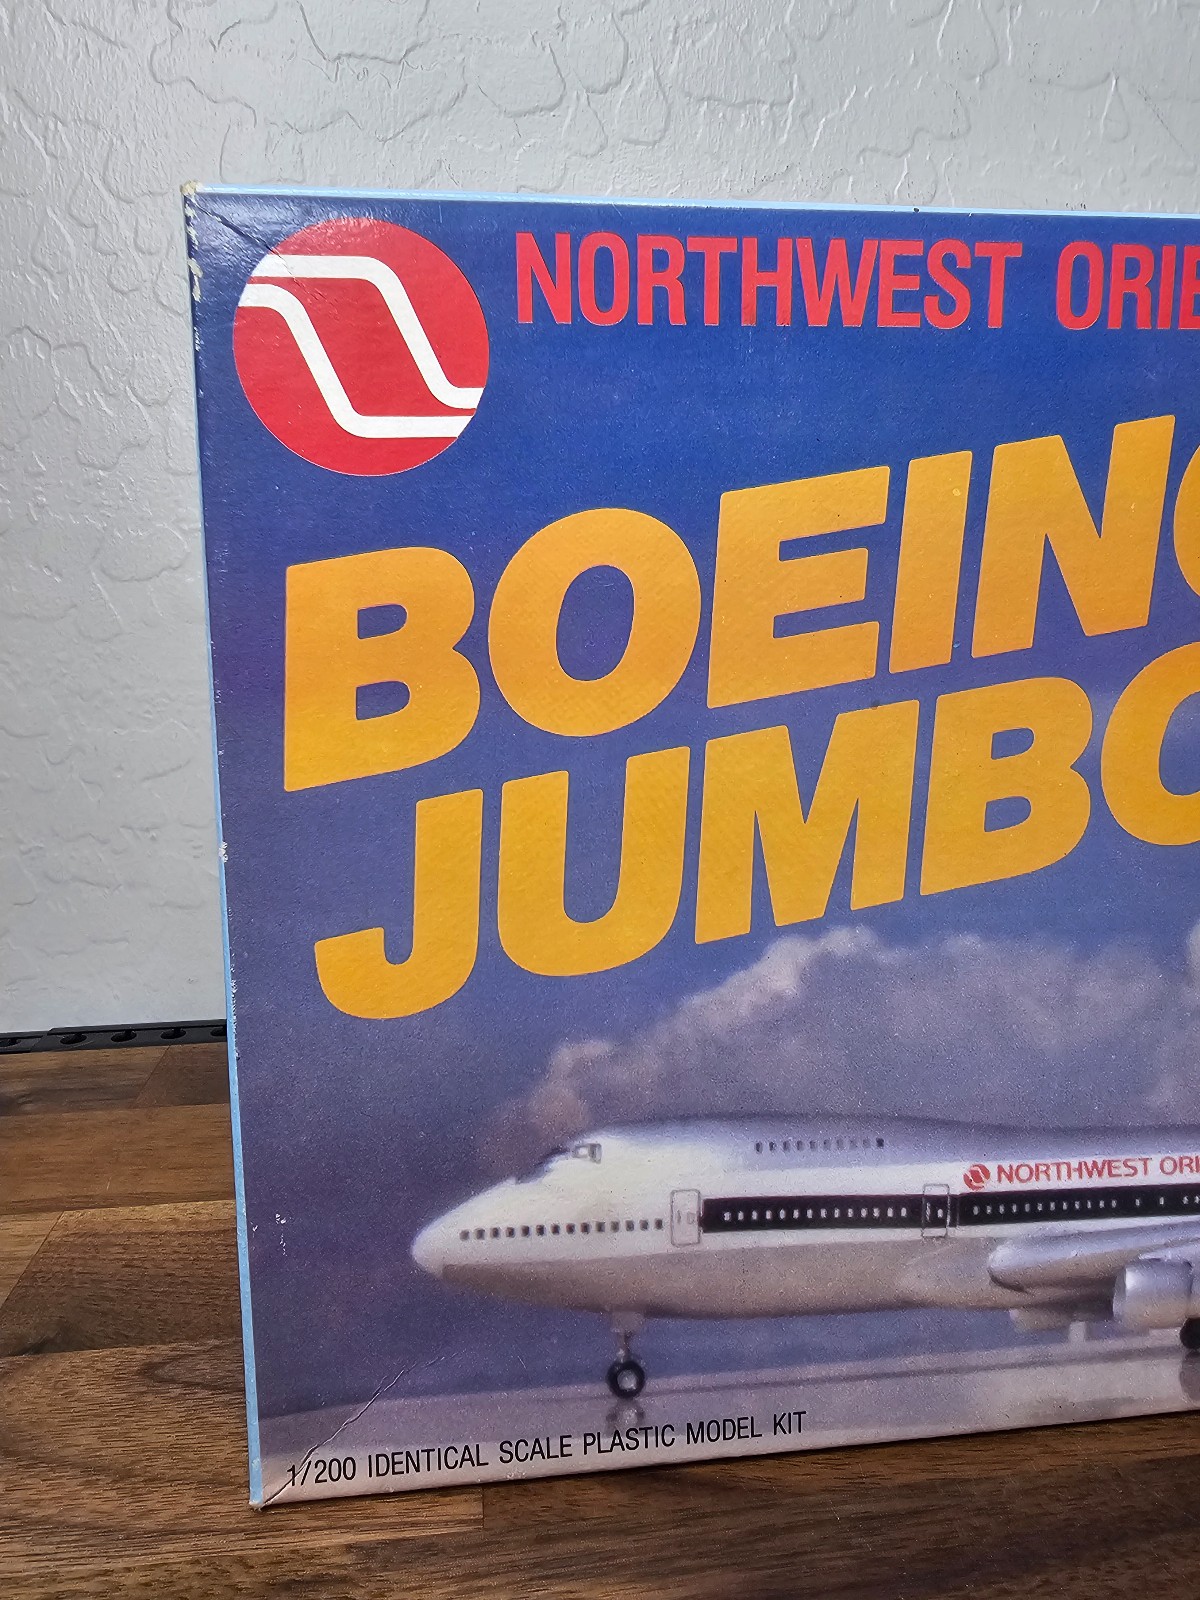 NORTHWEST ORIE
BOEING
JUMBO
NORTHWEST ORI
1/200 IDENTICAL SCALE PLASTIC MODEL KIT